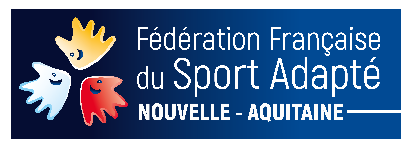 Fédération Française
du Sport Adapté
NOUVELLE - AQUITAINE